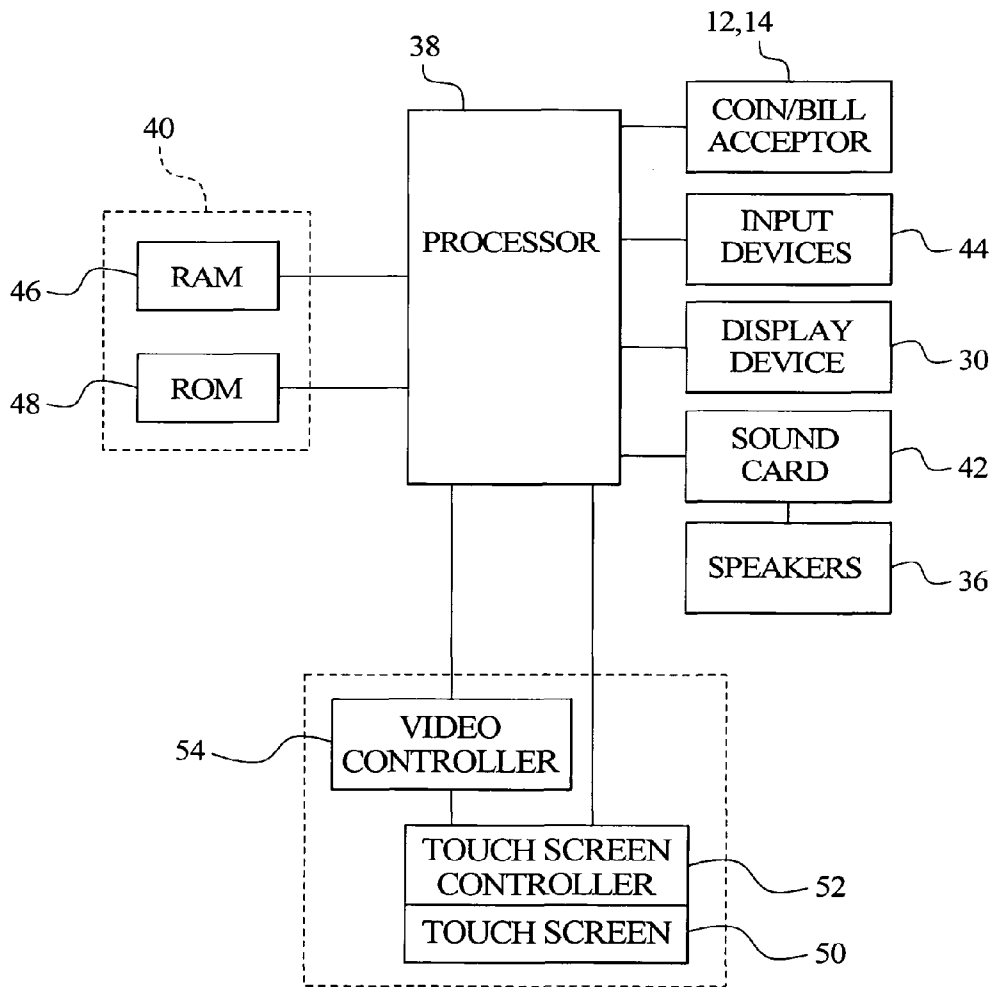 12,14
38
COIN/BILL
ACCEPTOR
40
PROCESSOR
INPUT
DEVICES
44
RAM
46
DISPLAY
DEVICE
30
ROM
48
SOUND
CARD
42
SPEAKERS
36
VIDEO
CONTROLLER
54
TOUCH SCREEN
CONTROLLER
52
TOUCH SCREEN
50